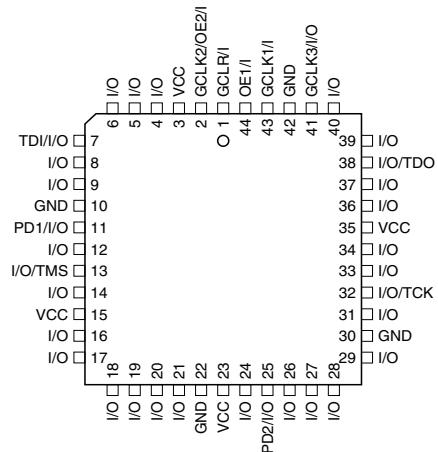 I/O
I/O
I/O
VCC
GCLK2/OE2/I
GCLR/I
OE1/I
GCLK1/I
GND
GCLK3/I/O
I/O
6
5
4
3
2
1
44
43
42
41
40
TDI/I/O 7
I/O 8
I/O 9
GND 10
PD1/I/O 11
I/O 12
I/O/TMS 13
I/O 14
VCC 15
I/O 16
I/O 17
39 I/O
38 I/O/TDO
37 I/O
36 I/O
35 VCC
34 I/O
33 I/O
32 I/O/TCK
31 I/O
30 GND
29 I/O
18
19
20
21
22
23
24
25
26
27
28
I/O
I/O
I/O
I/O
GND
VCC
I/O
PD2/I/O
I/O
I/O
I/O